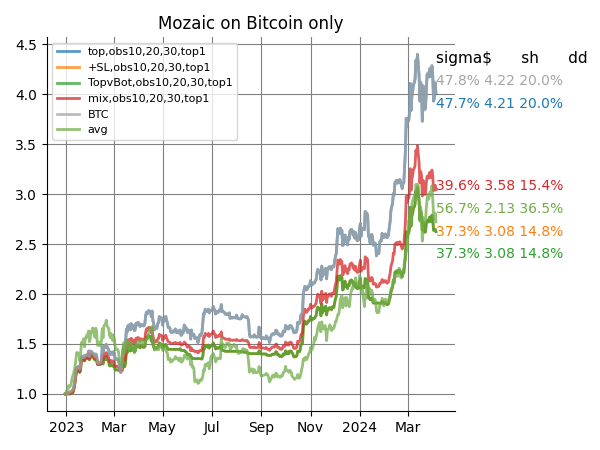 Mozaic on Bitcoin only
top,obs10,20,30,top1
+SL,obs10,20,30,top1
TopvBot,obs10,20,30,top1
mix,obs10,20,30,top1
BTC
avg
sigma$ sh dd
47.8% 4.22 20.0%
47.7% 4.21 20.0%
39.6% 3.58 15.4%
56.7% 2.13 36.5%
37.3% 3.08 14.8%
37.3% 3.08 14.8%
4.5
4.0
3.5
3.0
2.5
2.0
1.5
1.0
2023 Mar May Jul Sep Nov 2024 Mar